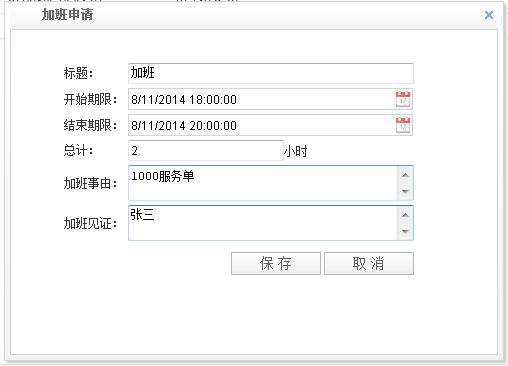 加班申请
标题： 加班
开始期限： 8/11/2014 18:00:00
结束期限： 8/11/2014 20:00:00
总计： 2 小时
加班事由： 1000服务单
加班见证： 张三
保 存 取 消